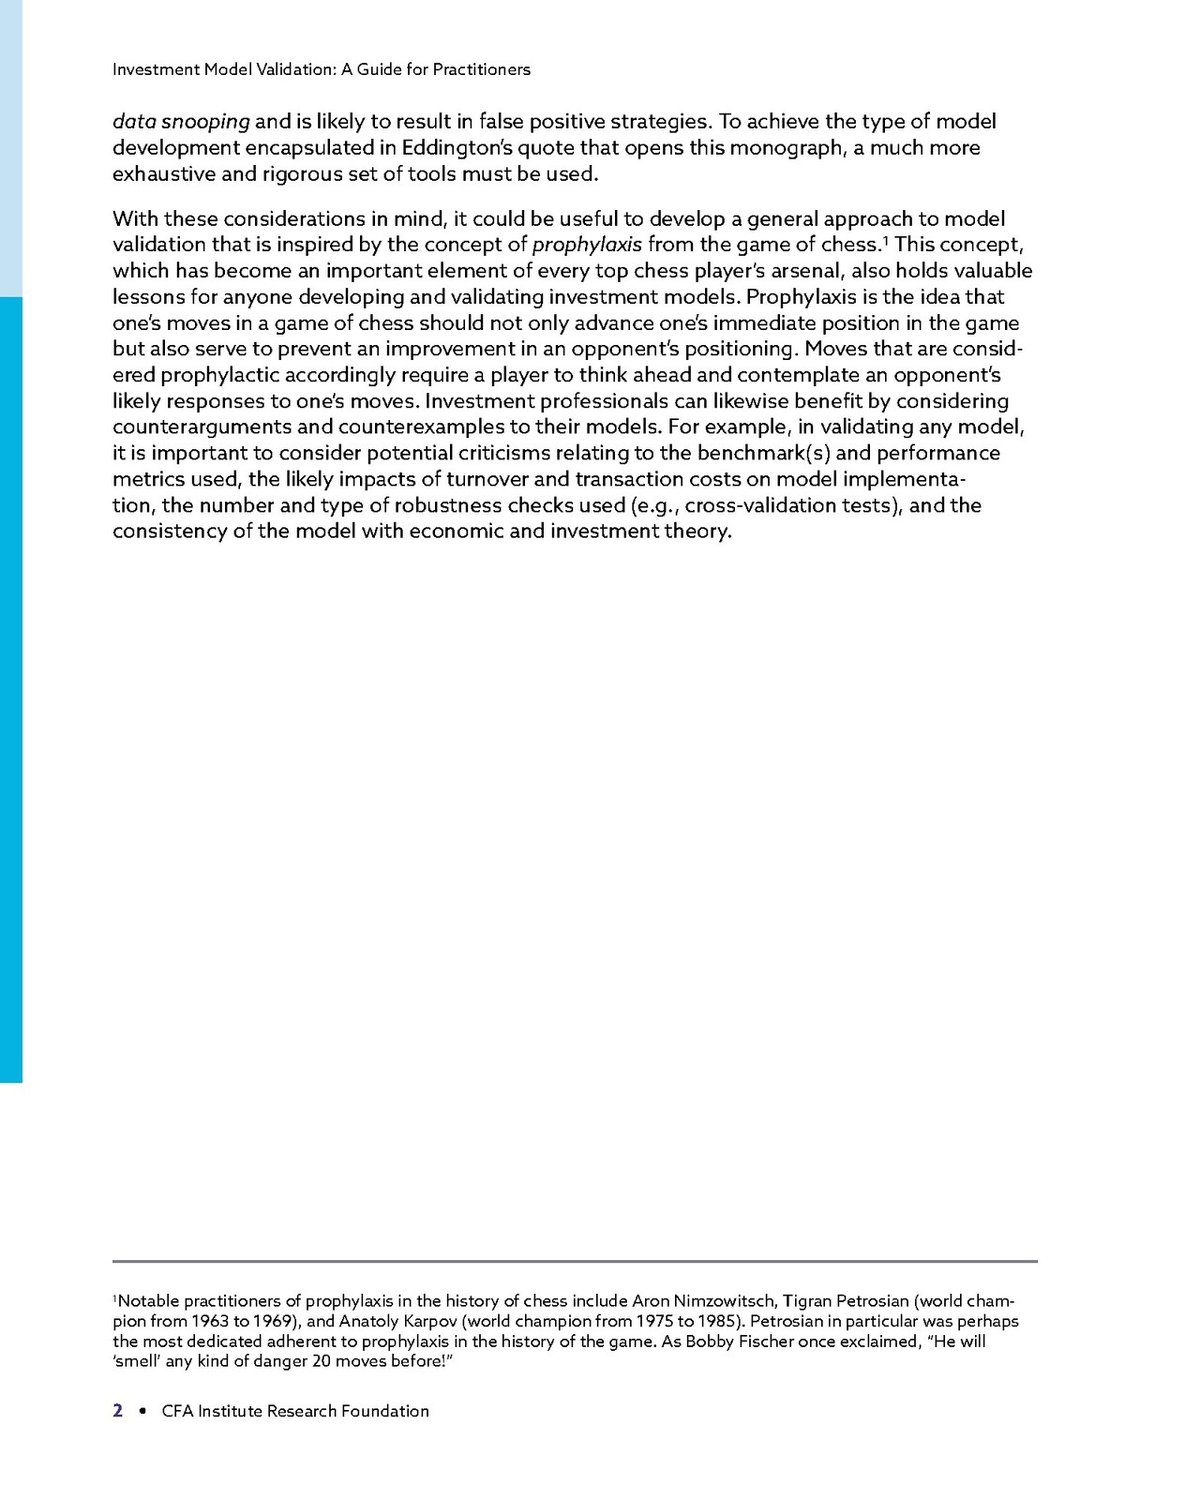 Investment Model Validation: A Guide for Practitioners
data snooping and is likely to result in false positive strategies. To achieve the type of model
development encapsulated in Eddington’s quote that opens this monograph, a much more
exhaustive and rigorous set of tools must be used.
With these considerations in mind, it could be useful to develop a general approach to model
validation that is inspired by the concept of prophylaxis from the game of chess.¹ This concept,
which has become an important element of every top chess player’s arsenal, also holds valuable
lessons for anyone developing and validating investment models. Prophylaxis is the idea that
one’s moves in a game of chess should not only advance one’s immediate position in the game
but also serve to prevent an improvement in an opponent’s positioning. Moves that are consid-
ered prophylactic accordingly require a player to think ahead and contemplate an opponent’s
likely responses to one’s moves. Investment professionals can likewise benefit by considering
counterarguments and counterexamples to their models. For example, in validating any model,
it is important to consider potential criticisms relating to the benchmark(s) and performance
metrics used, the likely impacts of turnover and transaction costs on model implementa-
tion, the number and type of robustness checks used (e.g., cross-validation tests), and the
consistency of the model with economic and investment theory.
¹Notable practitioners of prophylaxis in the history of chess include Aron Nimzowitsch, Tigran Petrosian (world cham-
pion from 1963 to 1969), and Anatoly Karpov (world champion from 1975 to 1985). Petrosian in particular was perhaps
the most dedicated adherent to prophylaxis in the history of the game. As Bobby Fischer once exclaimed, “He will
‘smell’ any kind of danger 20 moves before!”
2 • CFA Institute Research Foundation